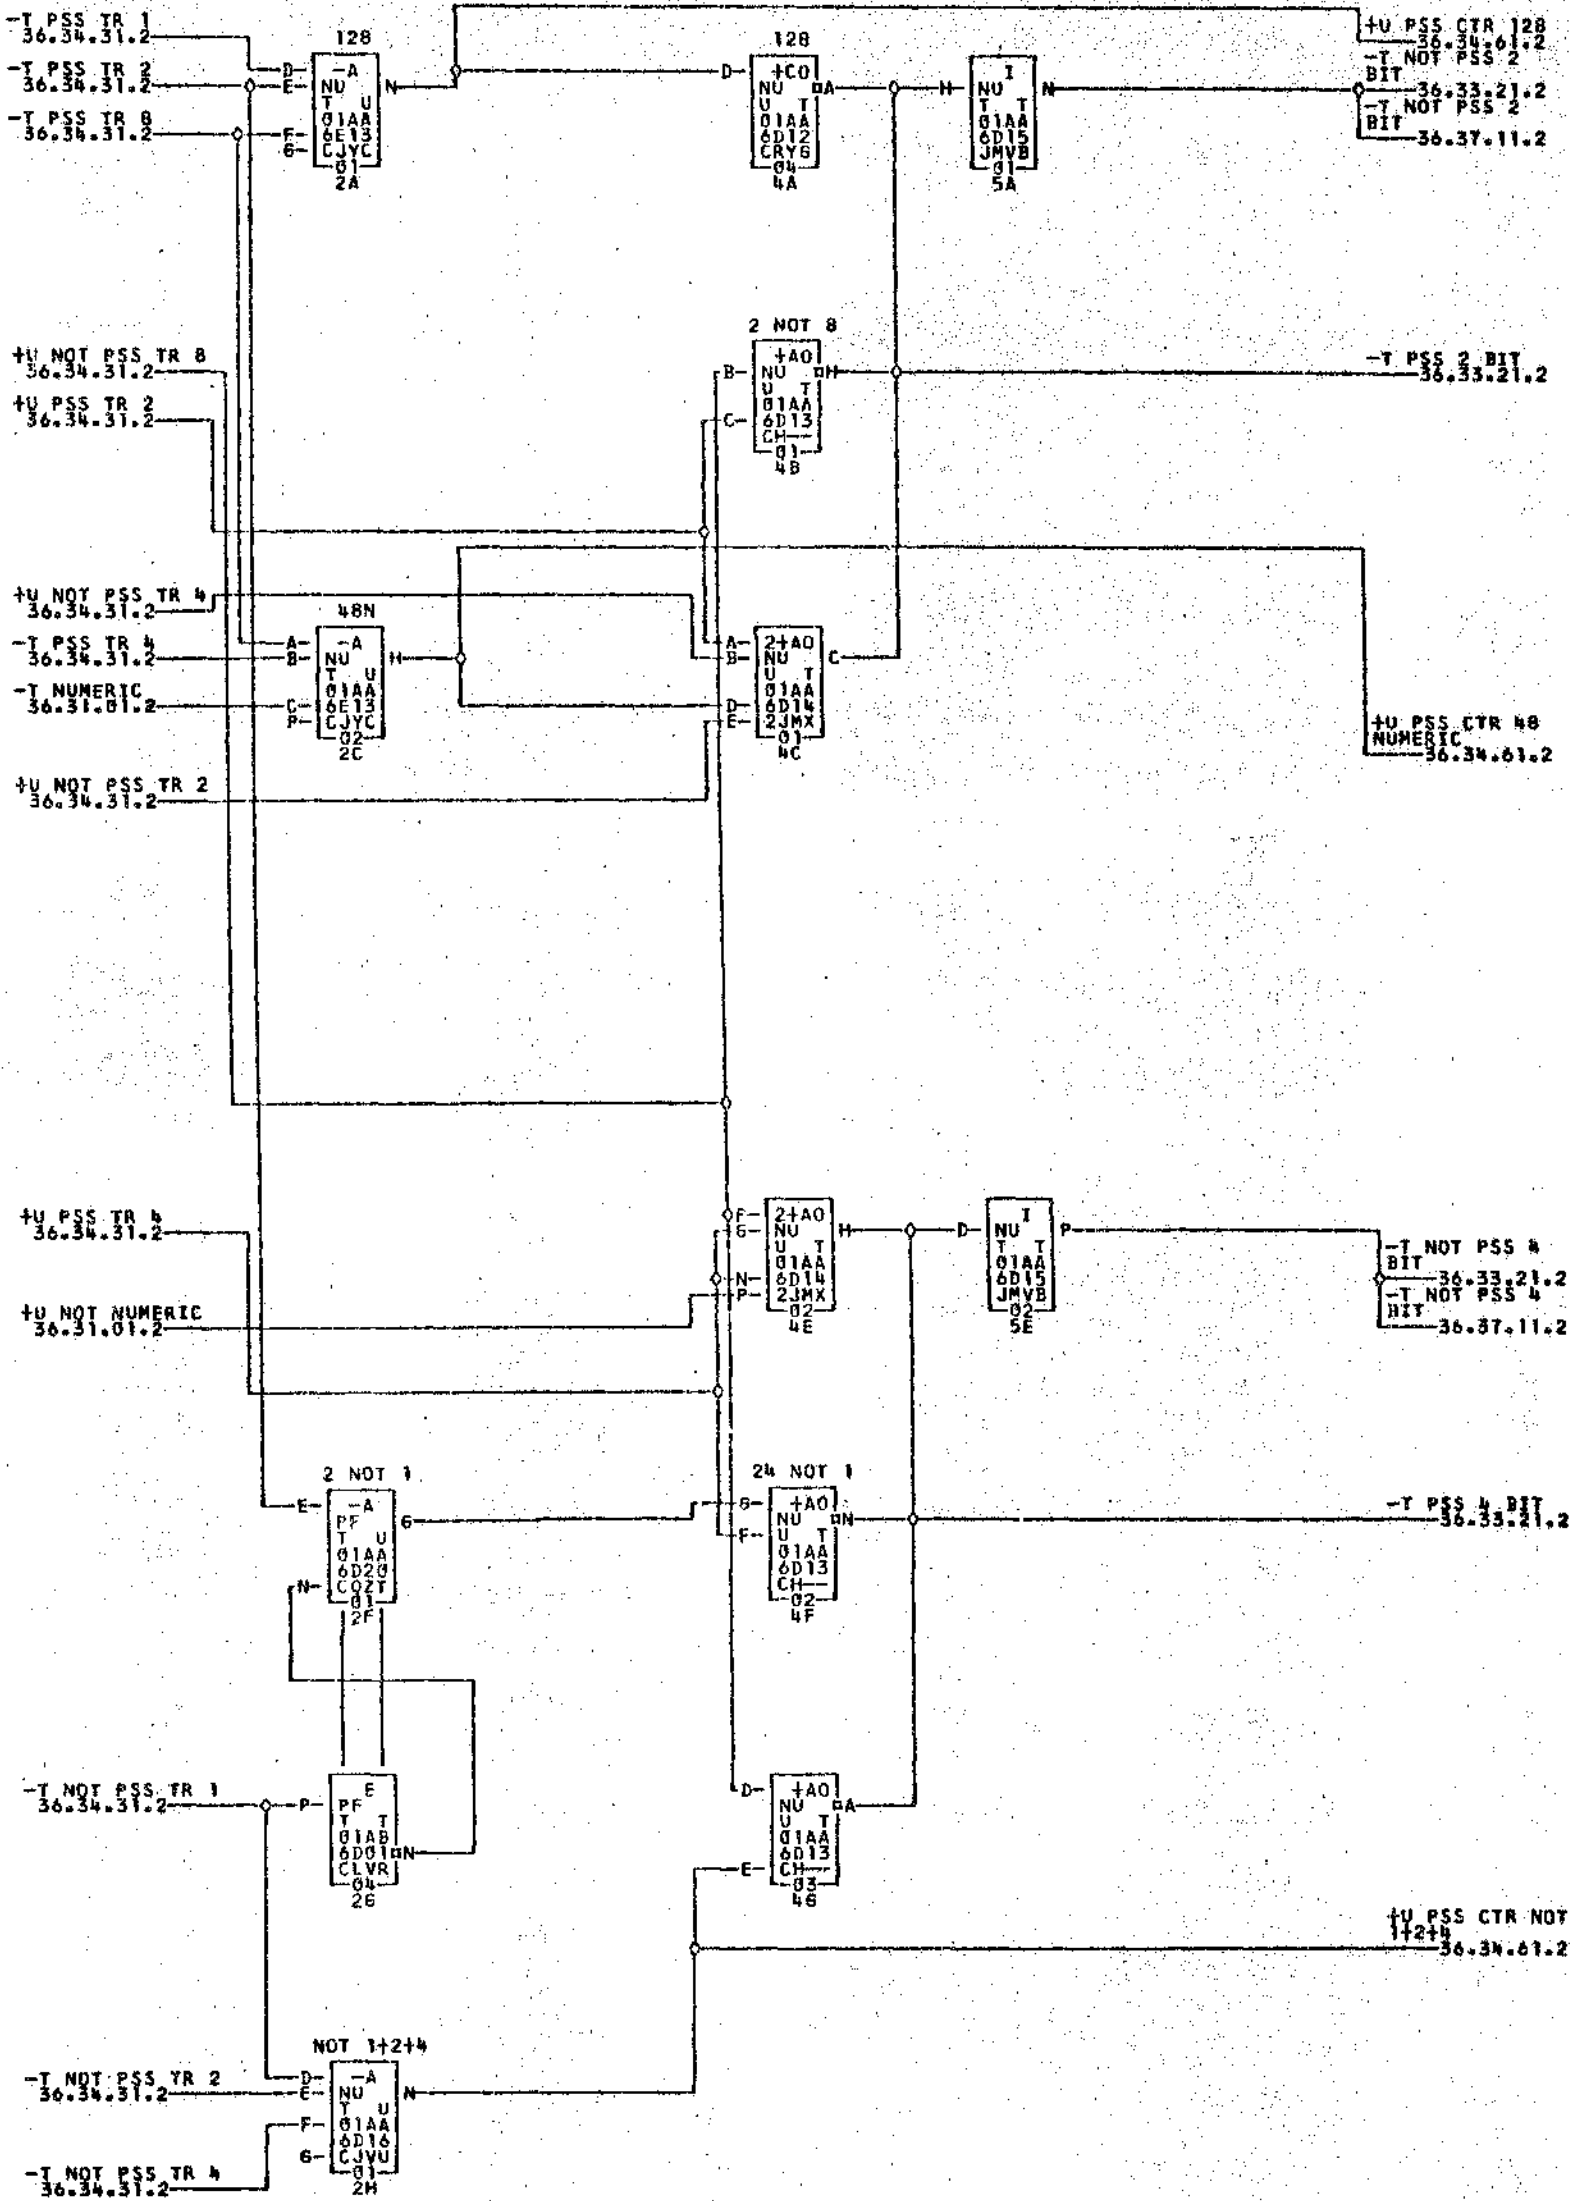 -T PSS TR 1
36.34.31.2
-T PSS TR 2
36.34.31.2
-T PSS TR 8
36.34.31.2
128
D- -A
E- NU N
T U
F- 01AA
6E13
G- CJYC
01
2A
128
D- +CO
NU A
U T
01AA
6D12
CRYG
04
4A
I
H- NU N
T T
01AA
6D15
JMVB
01
5A
+U PSS CTR 128
36.34.61.2
-T NOT PSS 2
BIT
36.33.21.2
-T NOT PSS 2
BIT
36.37.11.2
+U NOT PSS TR 8
36.34.31.2
+U PSS TR 2
36.34.31.2
2 NOT 8
+AO
B- NU H
U T
01AA
C- 6D13
CH--
01
4B
-T PSS 2 BIT
36.33.21.2
+U NOT PSS TR 4
36.34.31.2
-T PSS TR 4
36.34.31.2
-T NUMERIC
36.31.01.2
48N
A- -A
B- NU H
T U
01AA
C- 6E13
P- CJYC
02
2C
A- 2+AO
B- NU C
U T
01AA
D- 6D14
E- 2JMX
01
4C
+U PSS CTR 48
NUMERIC
36.34.61.2
+U NOT PSS TR 2
36.34.31.2
+U PSS TR 4
36.34.31.2
+U NOT NUMERIC
36.31.01.2
F- 2+AO
G- NU H
U T
01AA
N- 6D14
P- 2JMX
02
4E
I
D- NU P
T T
01AA
6D15
JMVB
02
5E
-T NOT PSS 4
BIT
36.33.21.2
-T NOT PSS 4
BIT
36.37.11.2
2 NOT 1
E- -A
PF G
T U
01AA
6D20
N- COZT
01
2F
24 NOT 1
G- +AO
NU N
F- U T
01AA
6D13
CH--
02
4F
-T PSS 4 BIT
36.33.21.2
-T NOT PSS TR 1
36.34.31.2
E
P- PF
T T
01AB
6D01 N
CLVR
04
2G
D- +AO
NU A
U T
01AA
6D13
E- CH--
03
4G
+U PSS CTR NOT
1+2+4
36.34.61.2
NOT 1+2+4
-T NOT PSS TR 2
36.34.31.2
D- -A
E- NU N
T U
F- 01AA
6D16
G- CJVU
01
2H
-T NOT PSS TR 4
36.34.31.2